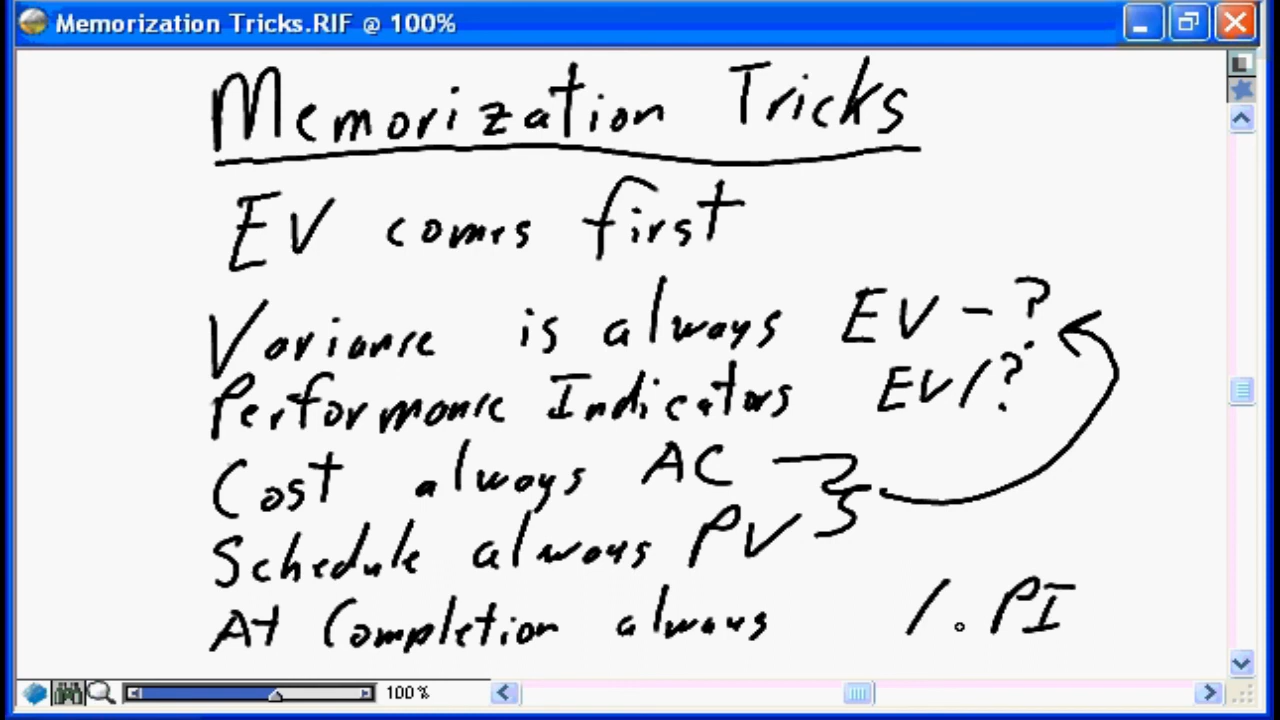 Memorization Tricks.RIF @ 100%
Memorization Tricks
EV comes first
Variance is always EV - ?
Performance Indicators EV/?
Cost always AC
Schedule always PV
At Completion always /.PI
100%